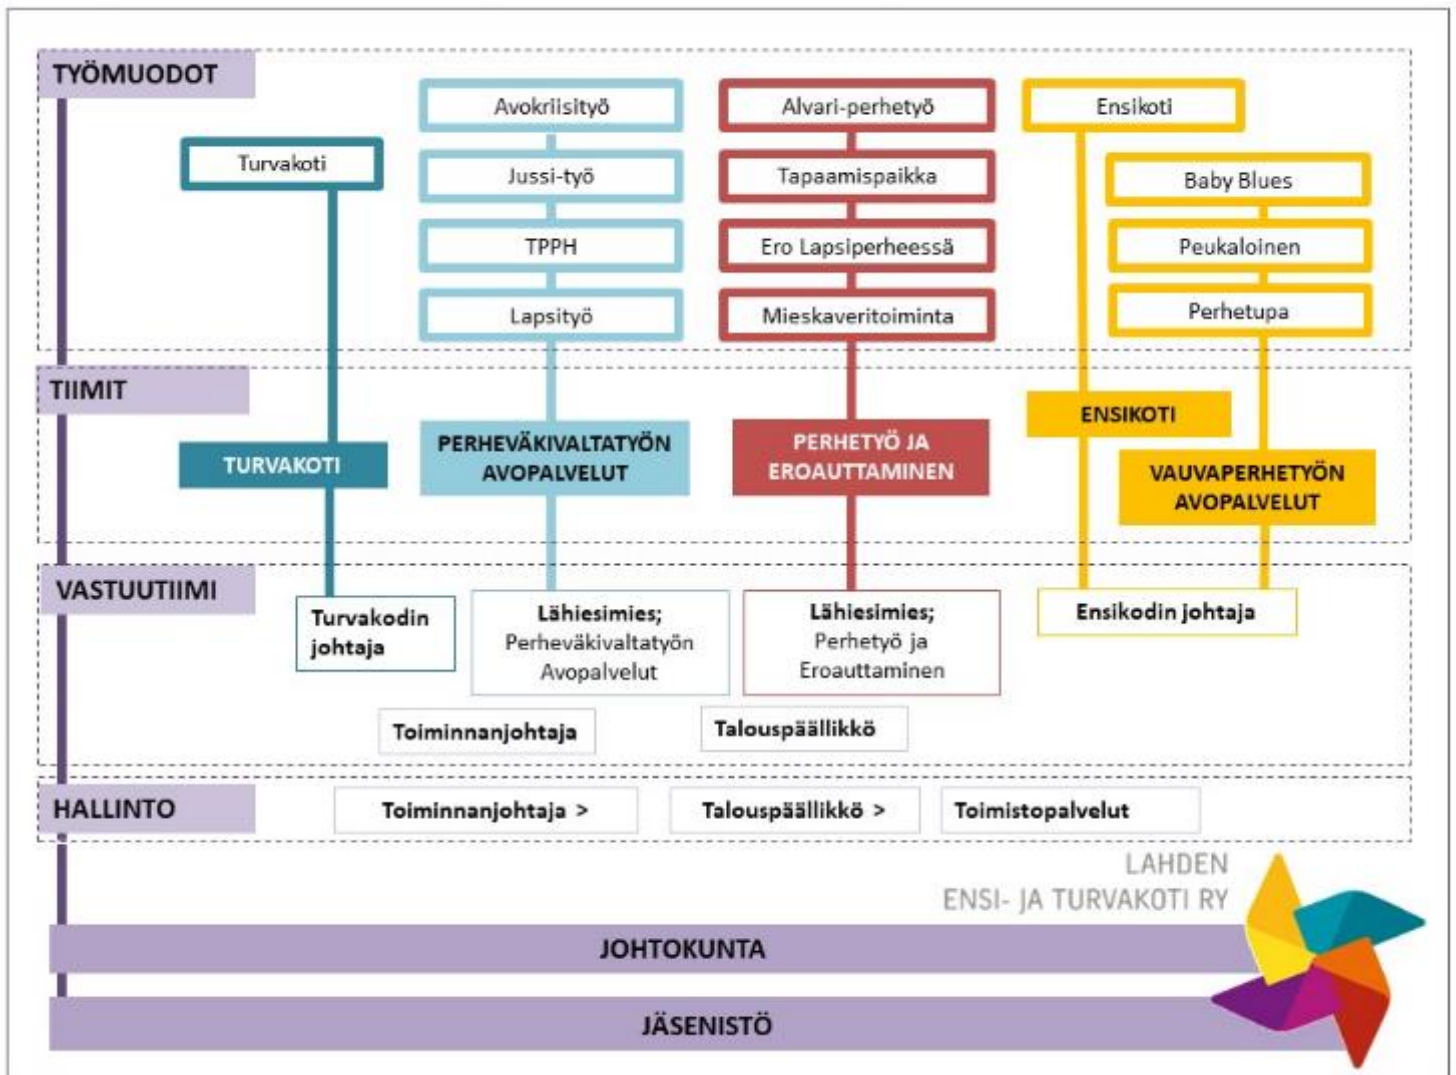 TYÖMUODOT
Turvakoti
Avokriisityö
Jussi-työ
TPPH
Lapsityö
Alvari-perhetyö
Tapaamispaikka
Ero Lapsiperheessä
Mieskaveritoiminta
Ensikoti
Baby Blues
Peukaloinen
Perhetupa
TIIMIT
TURVAKOTI
PERHEVÄKIVALTATYÖN
AVOPALVELUT
PERHETYÖ JA
EROAUTTAMINEN
ENSIKOTI
VAUVAPERHETYÖN
AVOPALVELUT
VASTUUTIIMI
Turvakodin
johtaja
Lähiesimies;
Perheväkivaltatyön
Avopalvelut
Lähiesimies;
Perhetyö ja
Eroauttaminen
Ensikodin johtaja
Toiminnanjohtaja
Talouspäällikkö
HALLINTO
Toiminnanjohtaja >
Talouspäällikkö >
Toimistopalvelut
LAHDEN
ENSI- JA TURVAKOTI RY
JOHTOKUNTA
JÄSENISTÖ